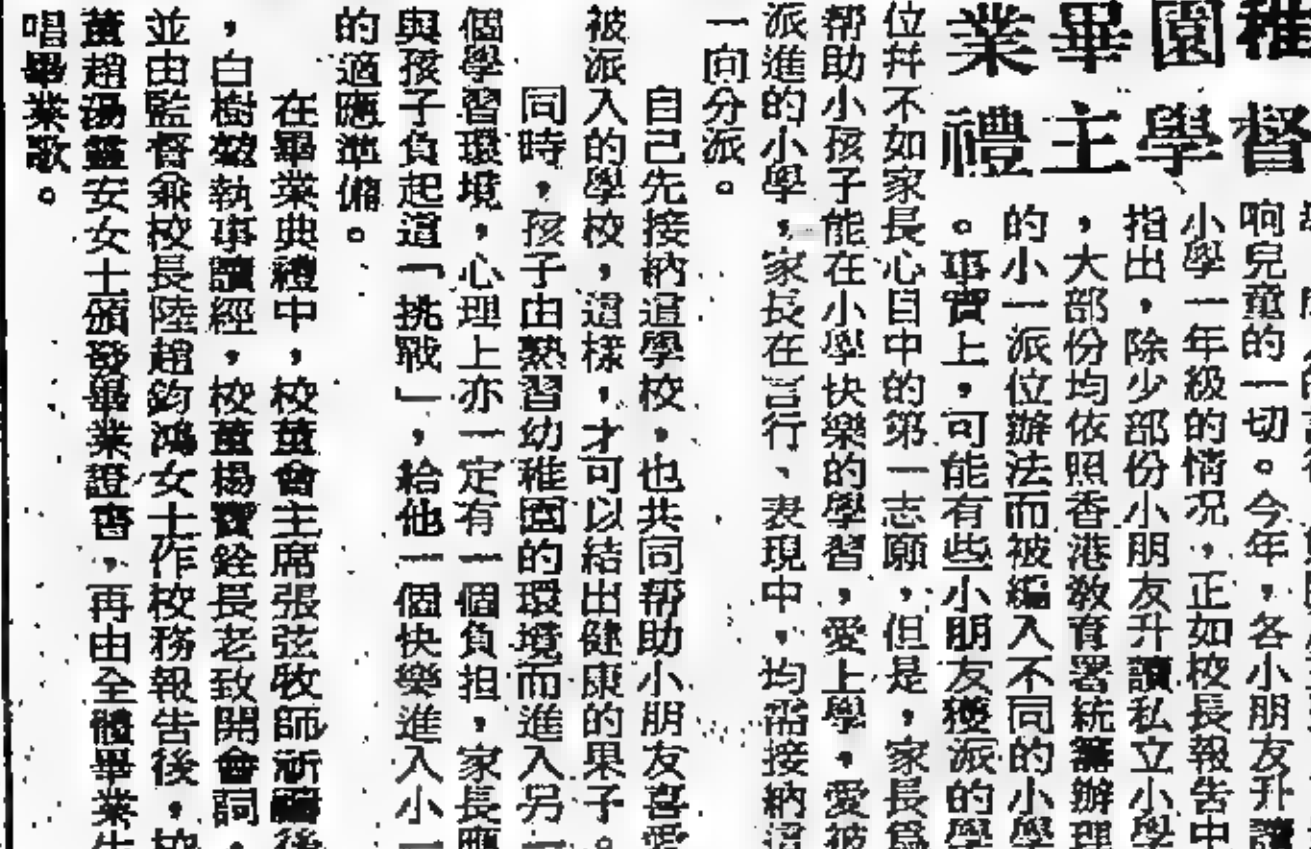 稚園畢業
督學主禮
响兒童的一切。今年，各小朋友升讀
小學一年級的情况，正如校長報告中
指出，除少部份小朋友升讀私立小學
，大部份均依照香港教育署統籌辦理
的小一派位辦法而被編入不同的小學
。事實上，可能有些小朋友獲派的學
位并不如家長心目中的第一志願，但是，家長爲
帮助小孩子能在小學快樂的學習，愛上學，愛被
派進的小學，家長在言行、表現中，均需接納這
一向分派。
自己先接納這學校，也共同帮助小朋友喜愛
被派入的學校，這樣，才可以結出健康的果子。
同時，孩子由熟習幼稚園的環境而進入另一
個學習環境，心理上亦一定有一個負担，家長應
與孩子負起這「挑戰」，給他一個快樂進入小一
的適應準備。
在畢業典禮中，校董會主席張弦牧師祈禱後
，白樹　執事讀經，校董楊寶銓長老致開會詞，
並由監督兼校長陸趙鈞鴻女士作校務報告後，校
董趙湯　安女士頒發畢業證書，再由全體畢業生
唱畢業歌。